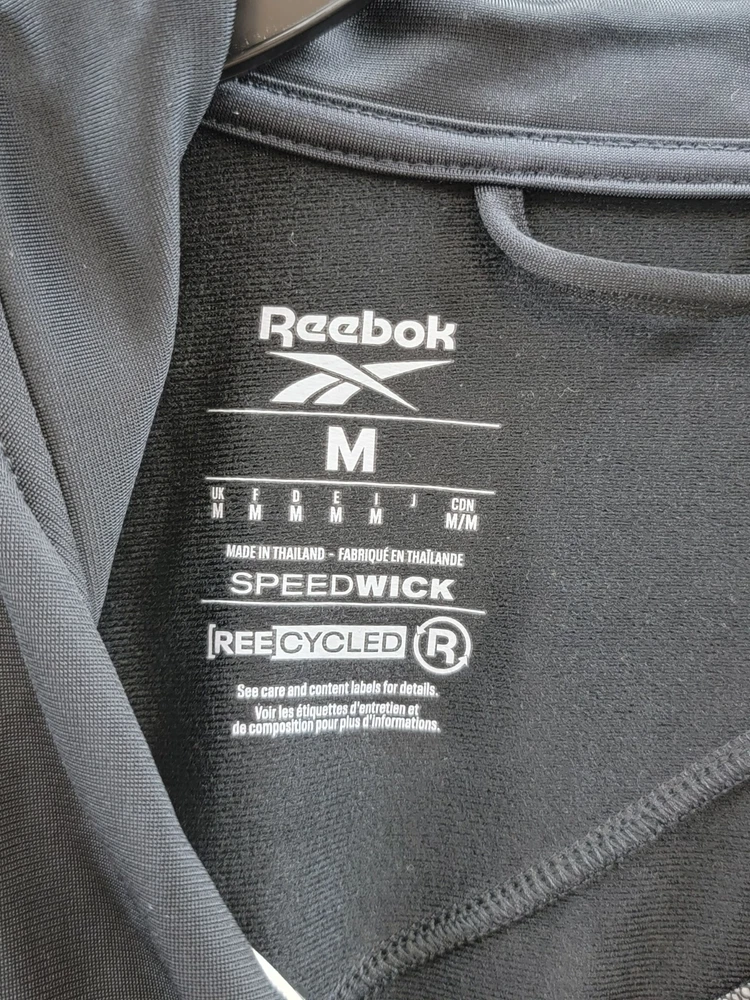 Reebok
M
UK F D E I J CDN
M M M M M M/M
MADE IN THAILAND - FABRIQUÉ EN THAÏLANDE
SPEEDWICK
[REECYCLED R
See care and content labels for details.
Voir les étiquettes d'entretien et
de composition pour plus d'informations.